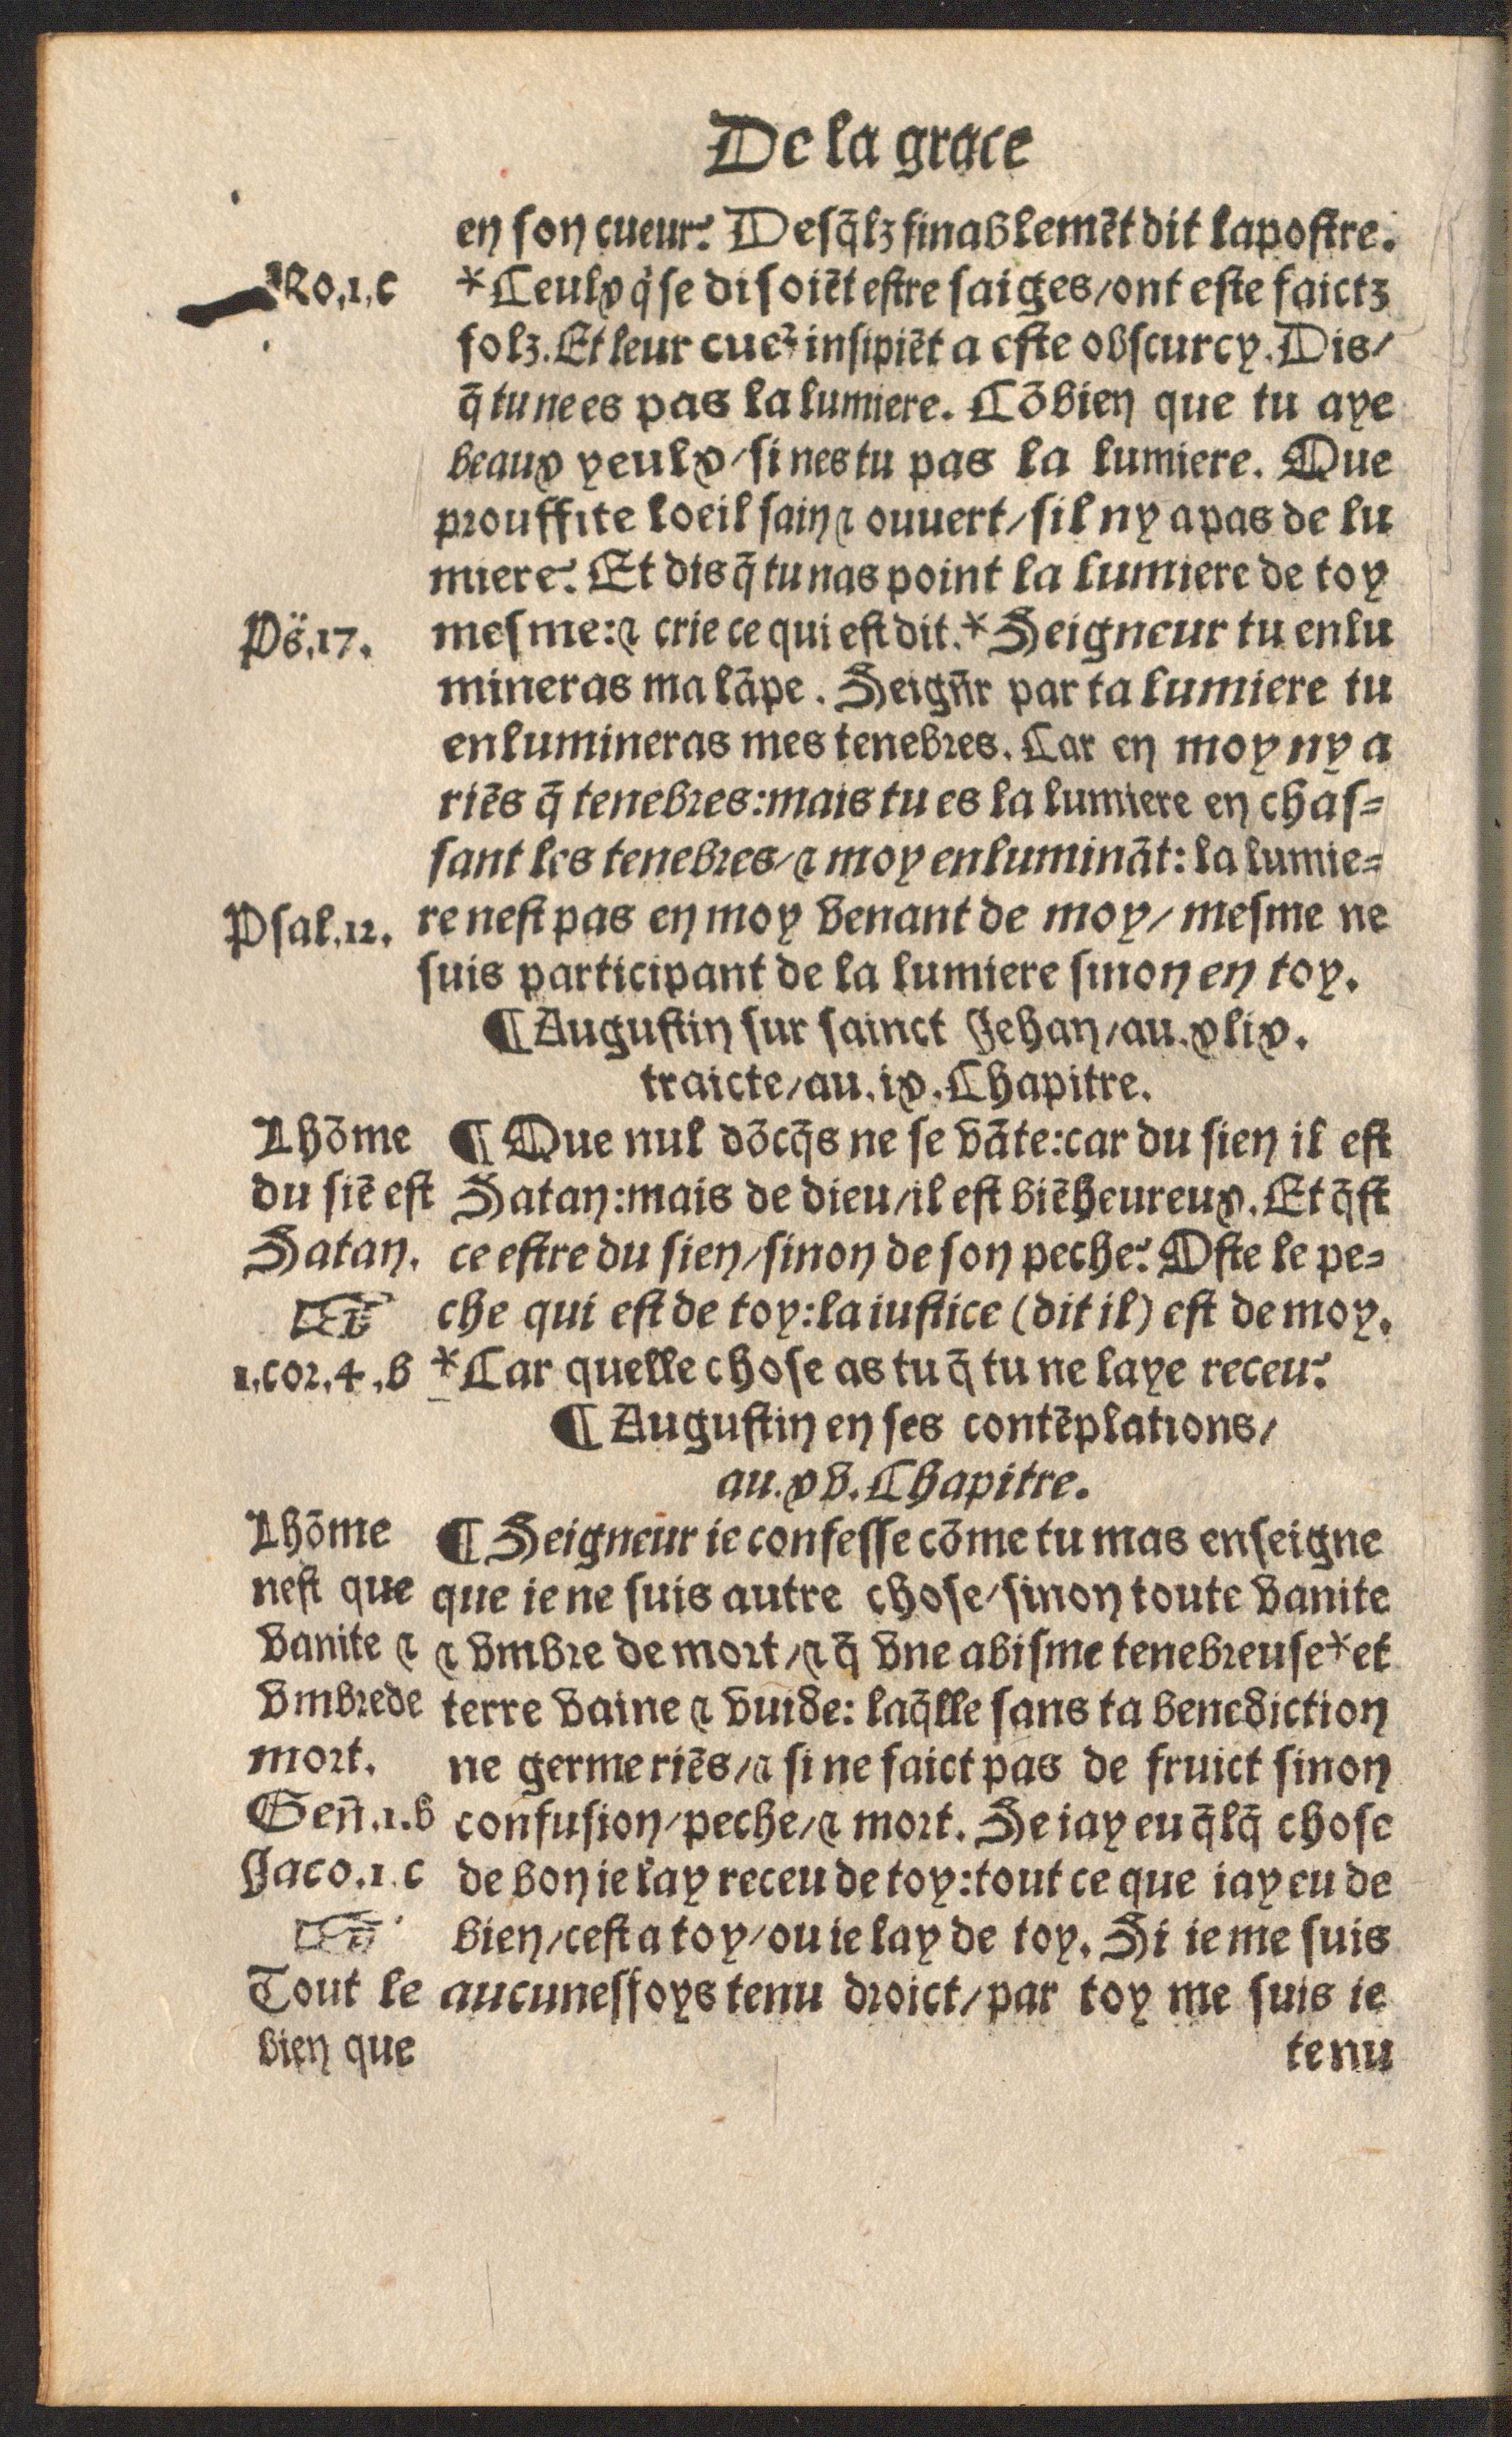 De la grace
en son cueur? Desq̄lz finablemēt dit lapostre.
Ro.1.c
*Ceulx q̇ se disoiēt estre saiges/ont este faictz
folz. Et leur cueꝛ insipiēt a este obscurcy. Dis/
q̄ tu ne es pas la lumiere. Cōbien que tu aye
beaux yeulx/si nes tu pas la lumiere. Que
prouffite loeil sain ⁊ ouuert/sil ny a pas de lu
miere? Et dis q̄ tu nas point la lumiere de toy
Ps̈.17.
mesme:⁊ crie ce qui est dit.*Seigneur tu enlu
mineras ma lāpe. Seign̄r par ta lumiere tu
enlumineras mes tenebres. Car en moy ny a
riēs q̄ tenebres:mais tu es la lumiere en chas=
sant les tenebres/⁊ moy enlumināt: la lumie=
Psal.12.
re nest pas en moy venant de moy/mesme ne
suis participant de la lumiere sinon en toy.
¶Augustin sur sainct Jehan/au.xlix.
traicte/au.ix.Chapitre.
Lhōme
du siē est
Satan.
☞
1.cor.4.b
¶Que nul dōcq̄s ne se vāte:car du sien il est
Satan:mais de dieu/il est biēheureux. Et q̄st
ce estre du sien/sinon de son peche? Oste le pe=
che qui est de toy:la iustice (dit il) est de moy.
*Car quelle chose as tu q̄ tu ne laye receu?
¶Augustin en ses contēplations/
au.xv.Chapitre.
Lhōme
nest que
vanite ⁊
vmbre de
mort.
Gen̄.1.b
Jaco.1.c
☞
Tout le
bien que
¶Seigneur ie confesse cōme tu mas enseigne
que ie ne suis autre chose/sinon toute vanite
⁊ vmbre de mort/⁊ q̄ vne abisme tenebreuse*et
terre vaine ⁊ vuide: laq̄lle sans ta benediction
ne germe riēs/⁊ si ne faict pas de fruict sinon
confusion/peche/⁊ mort. Se iay eu q̄lq̄ chose
de bon ie lay receu de toy:tout ce que iay eu de
bien/cest a toy/ou ie lay de toy. Si ie me suis
aucunesfoys tenu droict/par toy me suis ie
tenu